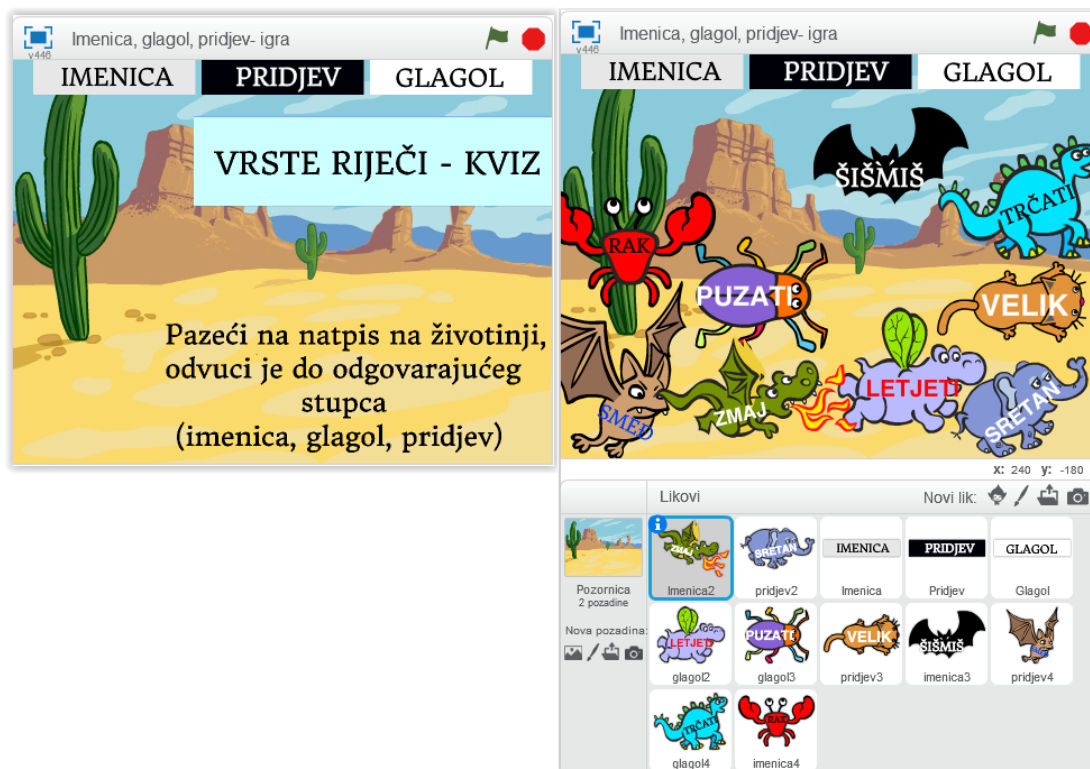 Imenica, glagol, pridjev- igra
v446
IMENICA
PRIDJEV
GLAGOL
VRSTE RIJEČI - KVIZ
Pazeći na natpis na životinji,
odvuci je do odgovarajućeg
stupca
(imenica, glagol, pridjev)
Imenica, glagol, pridjev- igra
v446
IMENICA
PRIDJEV
GLAGOL
ŠIŠMIŠ
TRČATI
RAK
PUZATI
VELIK
LETJETI
SMEĐ
ZMAJ
SRETAN
x: 240 y: -180
Likovi
Novi lik:
Pozornica
2 pozadine
Nova pozadina:
ZMAJ
Imenica2
SRETAN
pridjev2
IMENICA
Imenica
PRIDJEV
Pridjev
GLAGOL
Glagol
LETJETI
glagol2
PUZATI
glagol3
VELIK
pridjev3
ŠIŠMIŠ
imenica3
pridjev4
TRČATI
glagol4
RAK
imenica4